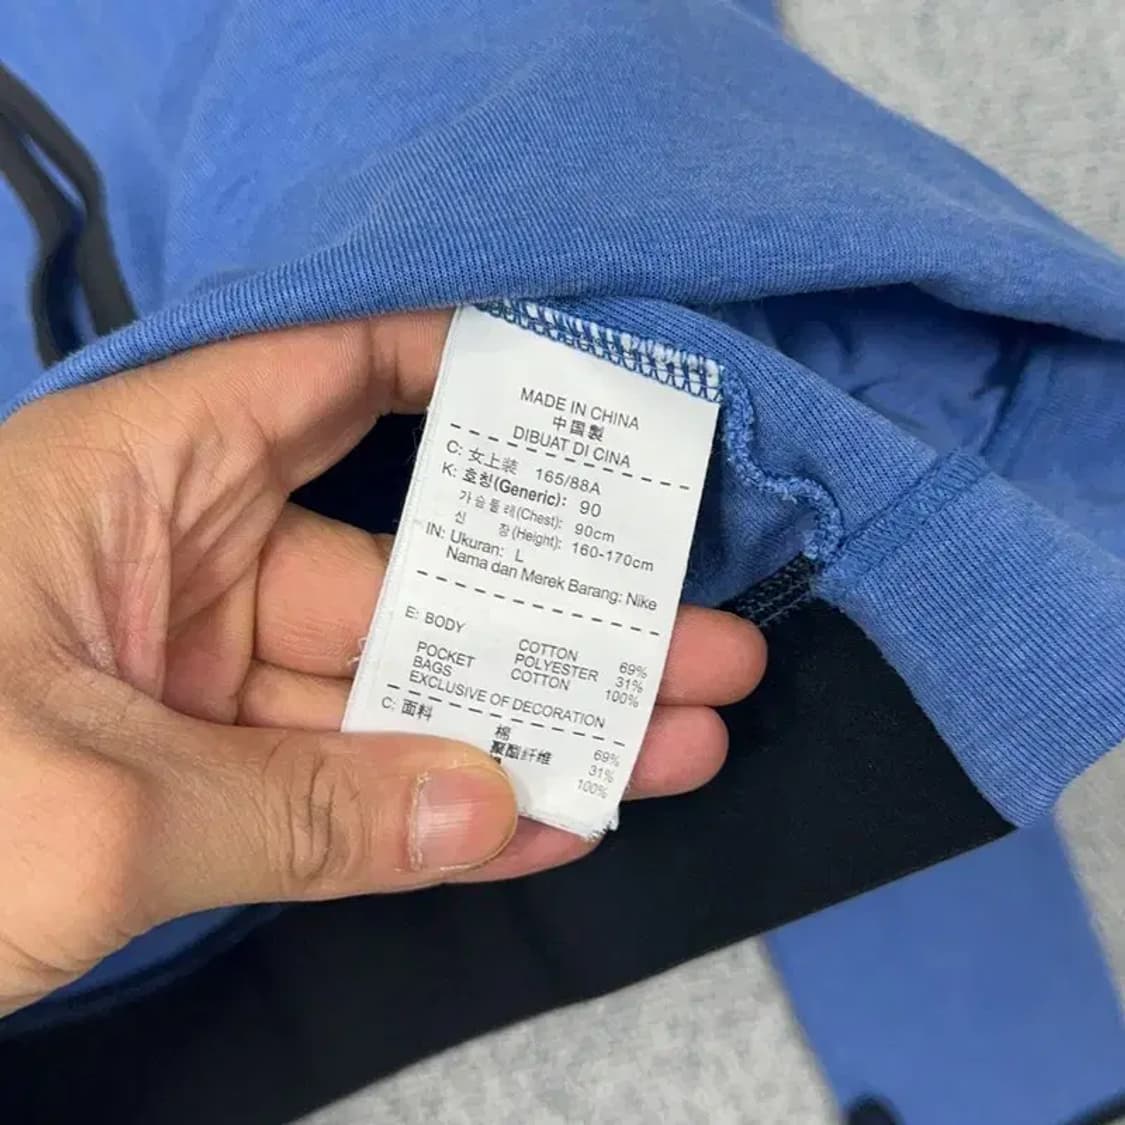 MADE IN CHINA
中国製
DIBUAT DI CINA
C: 女上装 165/88A
K: 호칭(Generic): 90
가슴둘레(Chest): 90cm
신 장(Height): 160-170cm
IN: Ukuran: L
Nama dan Merek Barang: Nike
E: BODY
COTTON 69%
POLYESTER 31%
POCKET BAGS COTTON 100%
EXCLUSIVE OF DECORATION
C: 面料
棉 69%
聚酯纤维 31%
100%